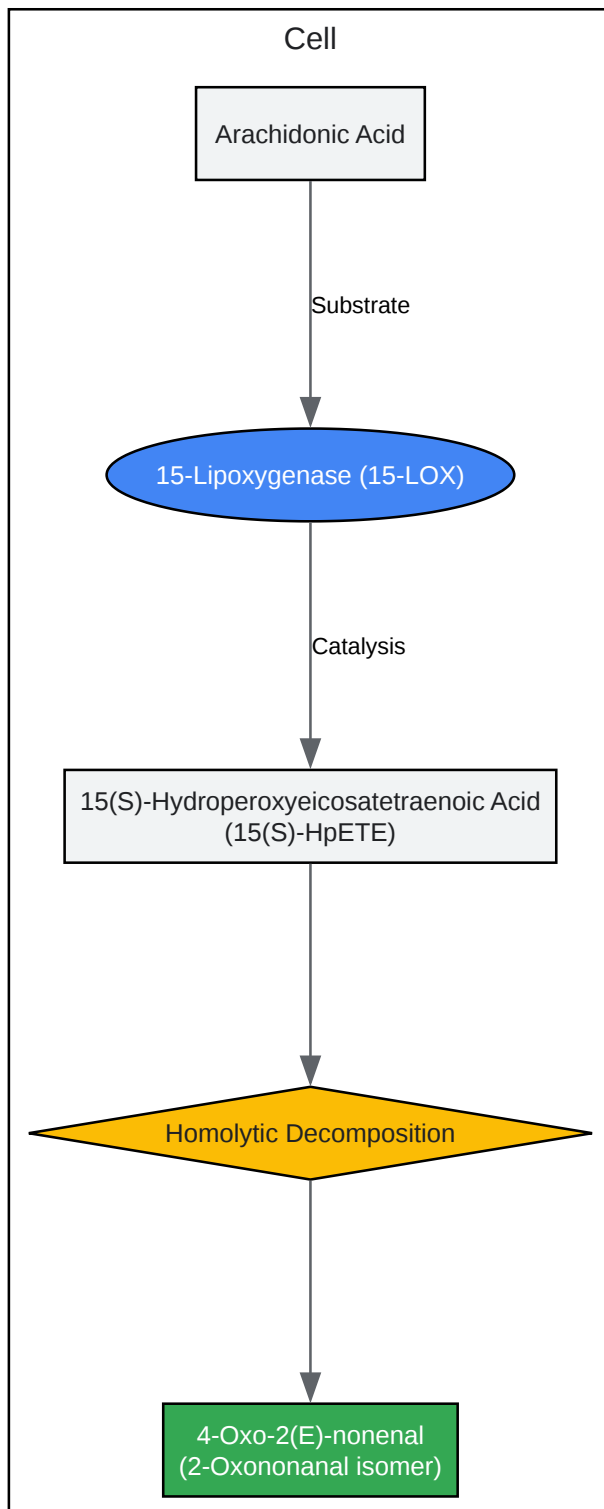 Cell
Arachidonic Acid
Substrate
15-Lipoxygenase (15-LOX)
Catalysis
15(S)-Hydroperoxyeicosatetraenoic Acid
(15(S)-HpETE)
Homolytic Decomposition
4-Oxo-2(E)-nonenal
(2-Oxononanal isomer)